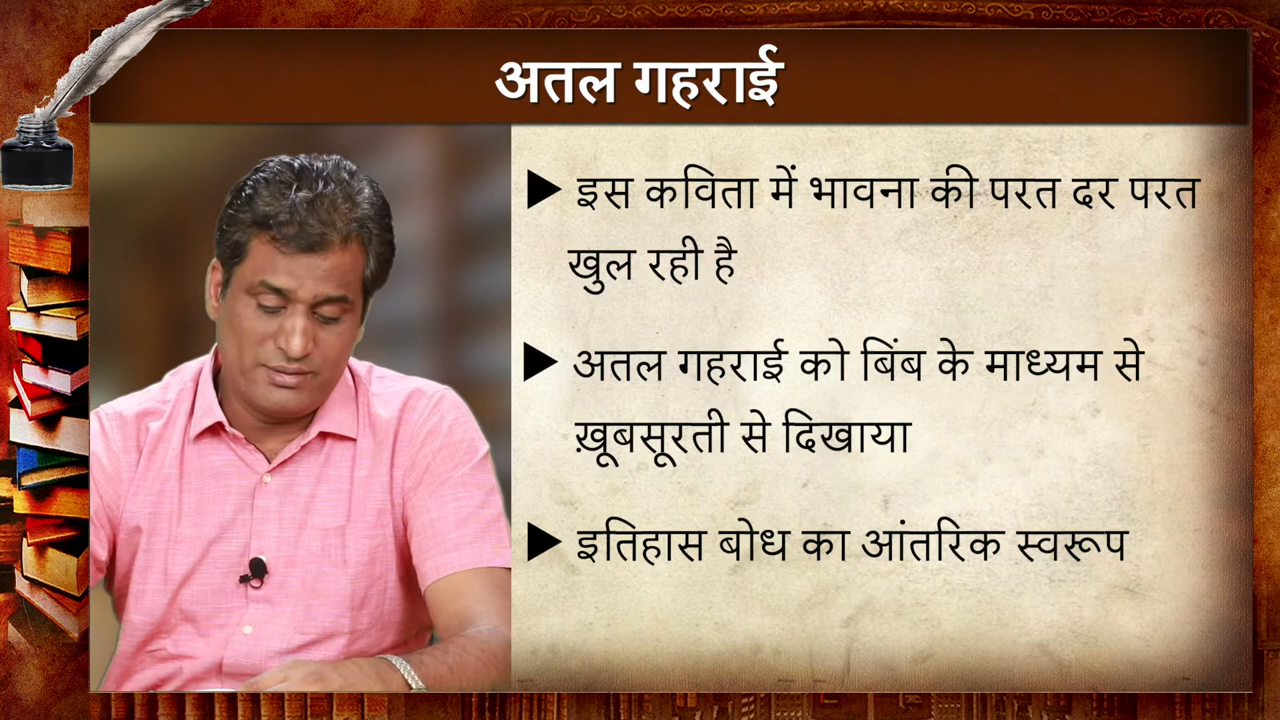 अतल गहराई
▶ इस कविता में भावना की परत दर परत
खुल रही है
▶ अतल गहराई को बिंब के माध्यम से
ख़ूबसूरती से दिखाया
▶ इतिहास बोध का आंतरिक स्वरूप